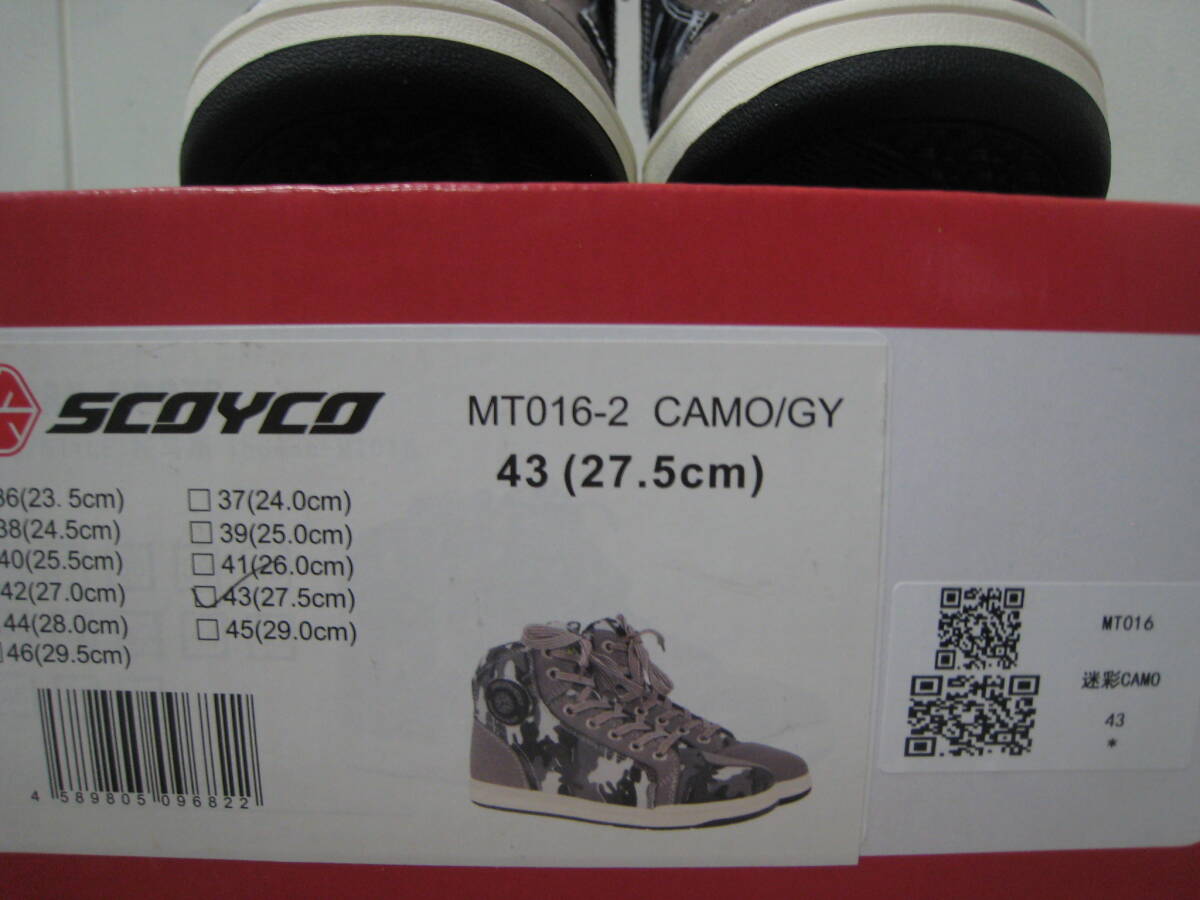 SCOYCO
MT016-2 CAMO/GY
43 (27.5cm)
36(23.5cm) 37(24.0cm)
38(24.5cm) 39(25.0cm)
40(25.5cm) 41(26.0cm)
42(27.0cm) 43(27.5cm)
44(28.0cm) 45(29.0cm)
46(29.5cm)
4 589805 096822
MT016
迷彩CAMO
43
*